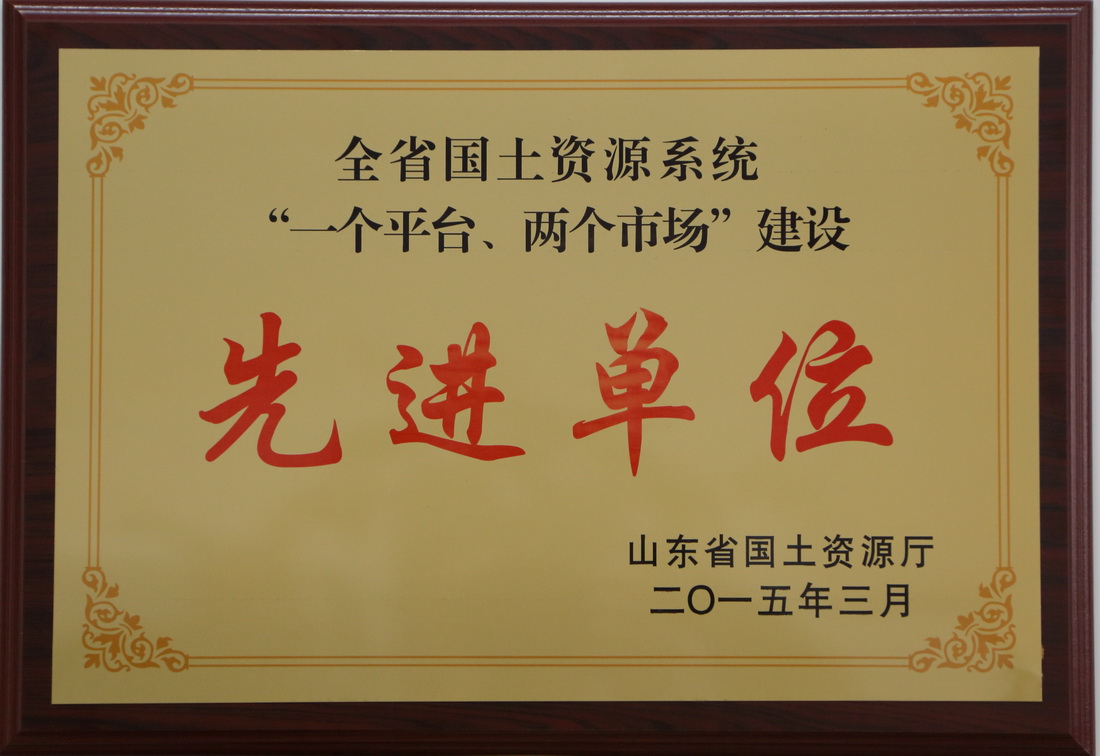 全省国土资源系统
“一个平台、两个市场”建设
先进单位
山东省国土资源厅
二〇一五年三月